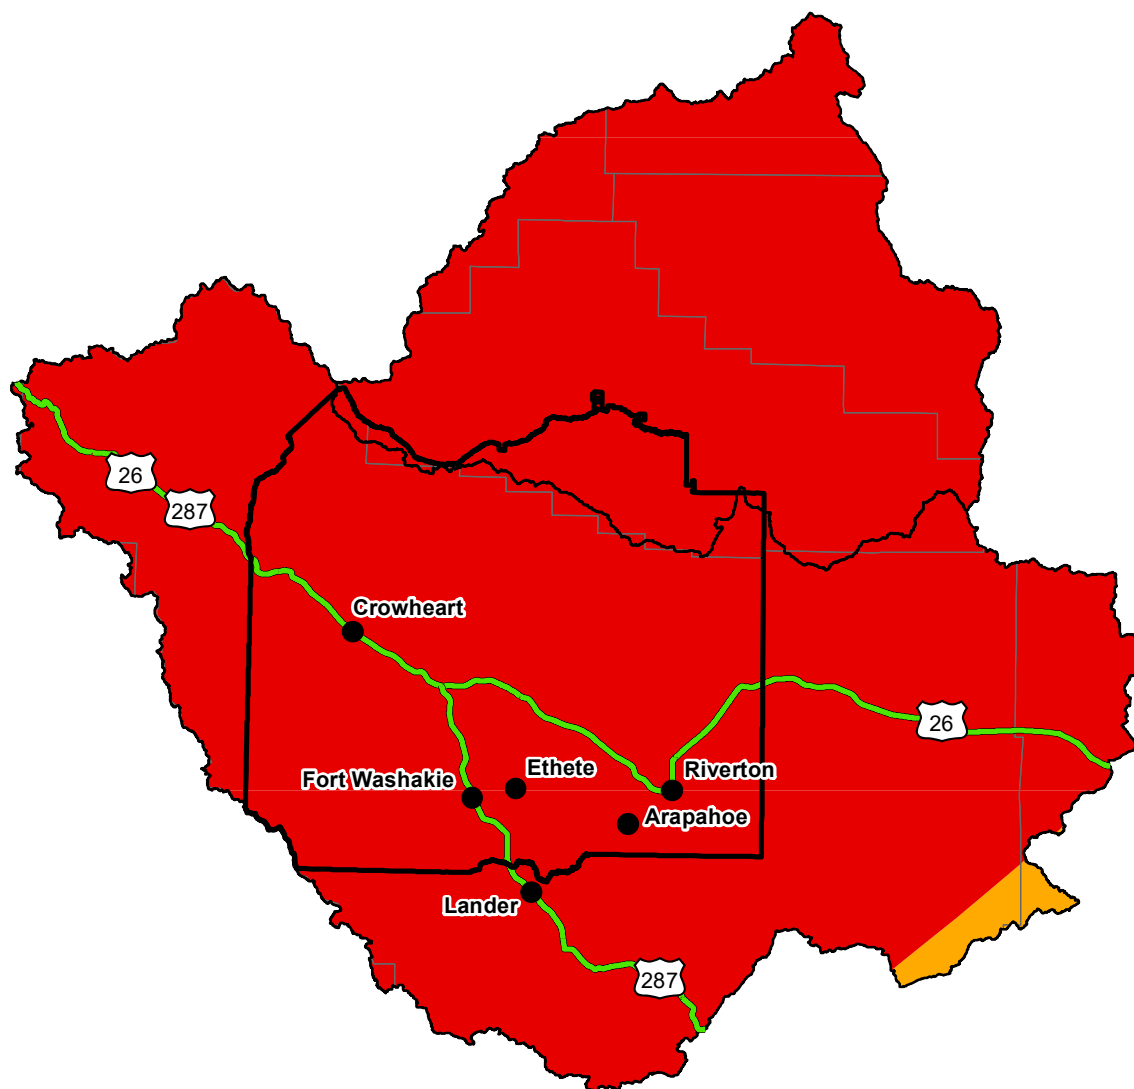 26
287
Crowheart
26
Ethete
Riverton
Fort Washakie
Arapahoe
Lander
287